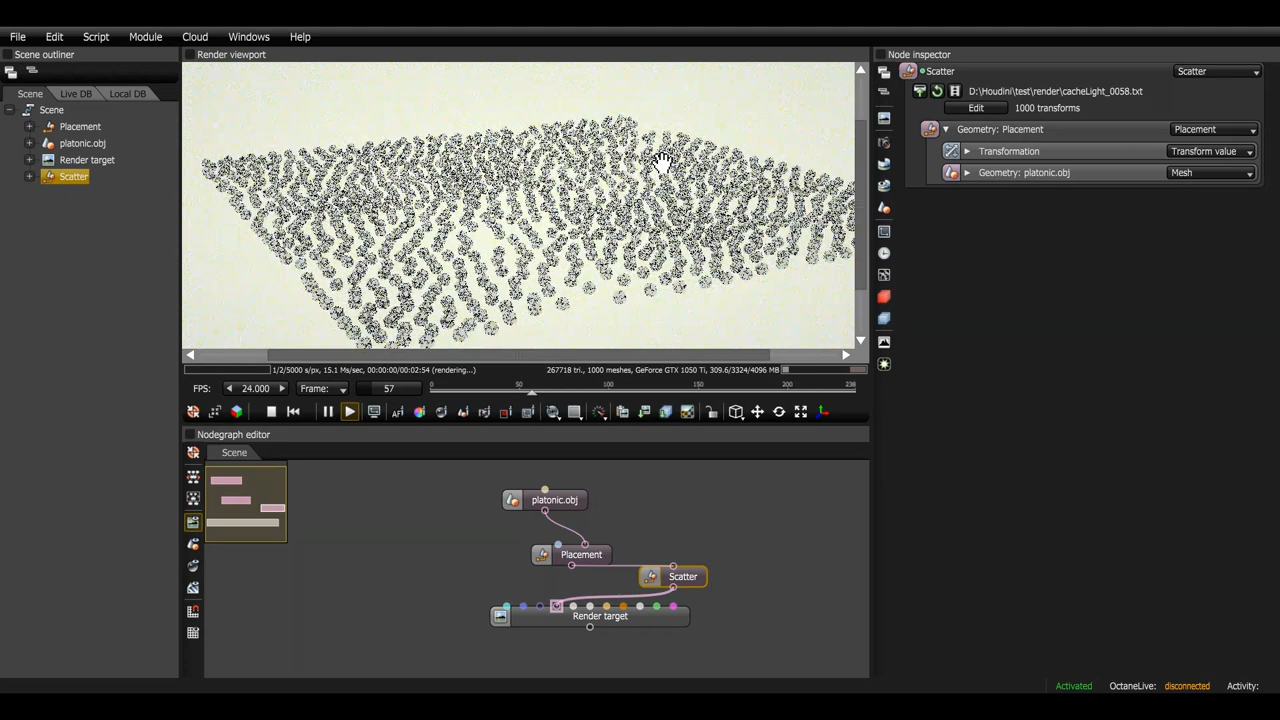 File Edit Script Module Cloud Windows Help
Scene outliner
Render viewport
Node inspector
Scatter
Scatter
D:\Houdini\test\render\cacheLight_0058.txt
Edit
1000 transforms
Geometry: Placement
Placement
Transformation
Transform value
Geometry: platonic.obj
Mesh
Scene Live DB Local DB
Scene
Placement
platonic.obj
Render target
Scatter
1/2/5000 s/px, 15.1 Ms/sec, 00:00:00/00:02:54 (rendering...)
267718 tri., 1000 meshes, GeForce GTX 1050 Ti, 309.6/3324/4096 MB
FPS: 24.000 Frame: 57
0 50 100 150 200 238
Nodegraph editor
Scene
platonic.obj
Placement
Scatter
Render target
Activated OctaneLive: disconnected Activity: